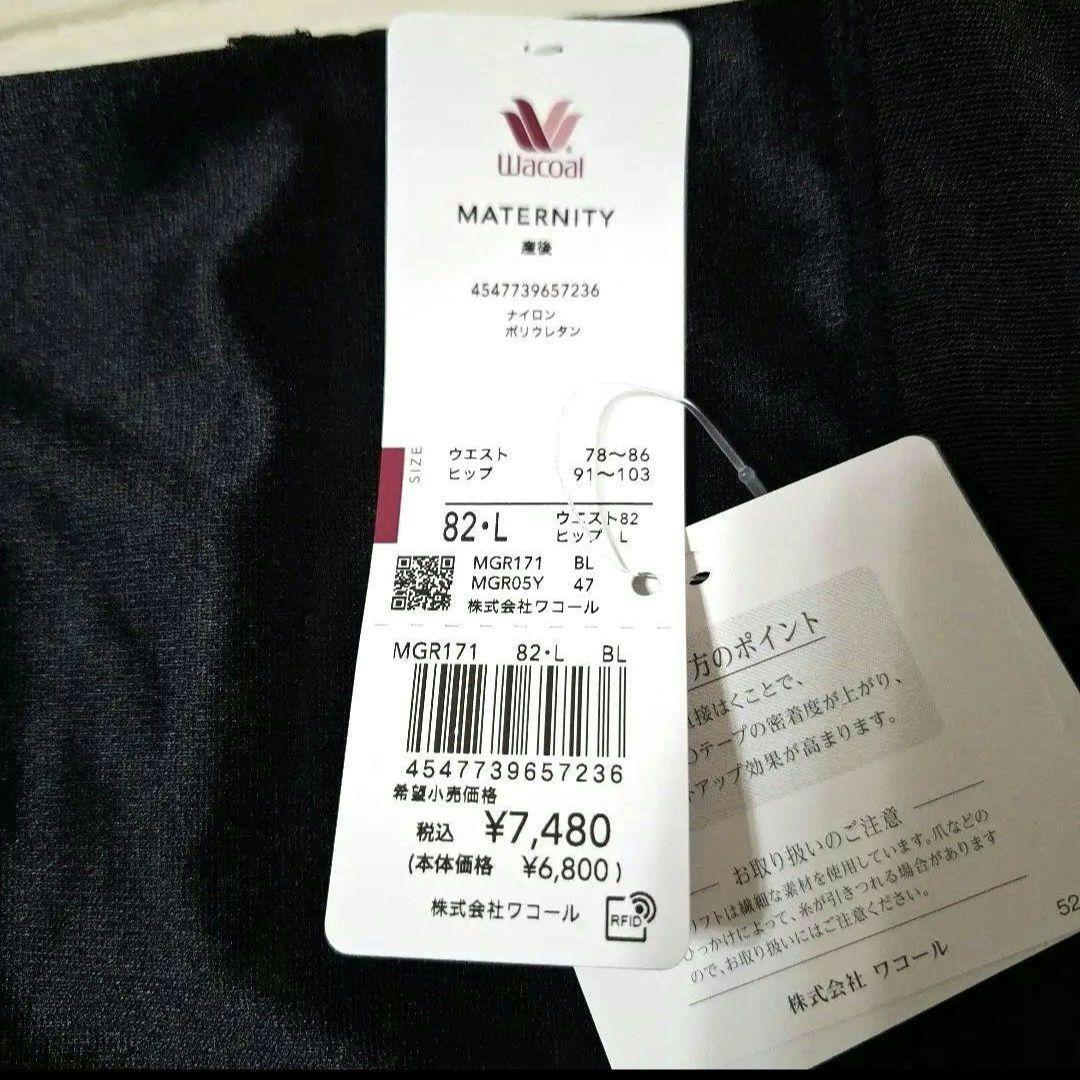 Wacoal
MATERNITY
産後
4547739657236
ナイロン
ポリウレタン
SIZE
ウエスト 78~86
ヒップ 91~103
82・L
ウエスト82
ヒップ L
MGR171 BL
MGR05Y 47
株式会社ワコール
MGR171 82・L BL
4547739657236
希望小売価格
税込 ¥7,480
(本体価格 ¥6,800)
株式会社ワコール
RFID
方のポイント
接はくことで、
のテープの密着度が上がり、
アップ効果が高まります。
お取り扱いのご注意
リフトは繊細な素材を使用しています。爪などの
ひっかけによって、糸が引きつれる場合があります
ので、お取り扱いにはご注意ください。
株式会社 ワコール
52